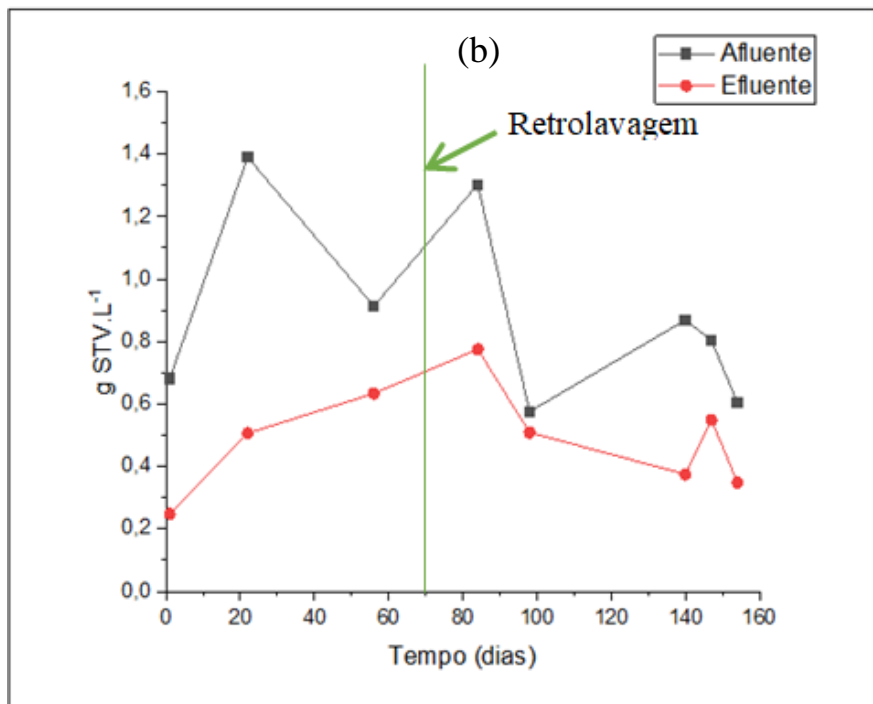 (b)
Afluente
Efluente
Retrolavagem
g STV.L⁻¹
1,6
1,4
1,2
1,0
0,8
0,6
0,4
0,2
0,0
0 20 40 60 80 100 120 140 160
Tempo (dias)